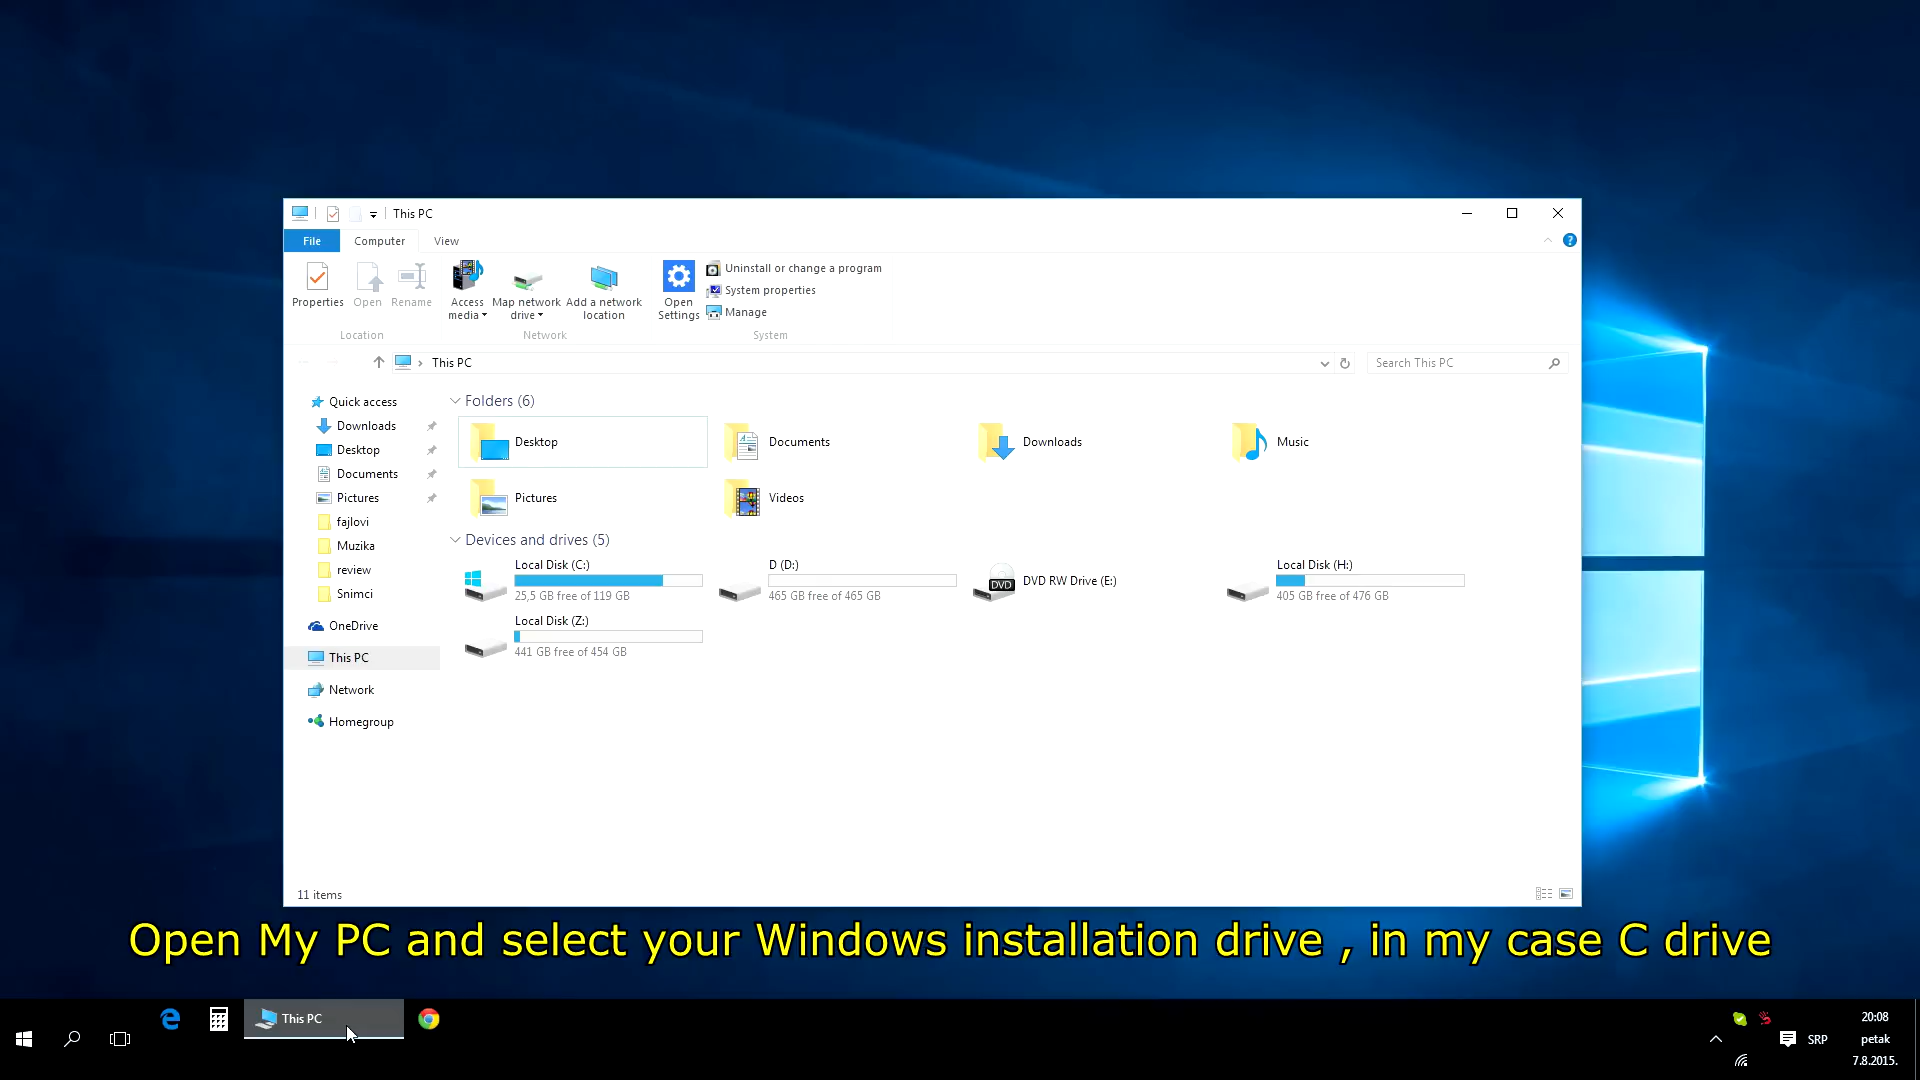 This PC
File Computer View
Properties Open Rename
Access media Map network drive Add a network location
Open Settings
Uninstall or change a program
System properties
Manage
Location Network System
This PC
Search This PC
Quick access
Downloads
Desktop
Documents
Pictures
fajlovi
Muzika
review
Snimci
OneDrive
This PC
Network
Homegroup
Folders (6)
Desktop Documents Downloads Music
Pictures Videos
Devices and drives (5)
Local Disk (C:)
25,5 GB free of 119 GB
D (D:)
465 GB free of 465 GB
DVD
DVD RW Drive (E:)
Local Disk (H:)
405 GB free of 476 GB
Local Disk (Z:)
441 GB free of 454 GB
11 items
Open My PC and select your Windows installation drive , in my case C drive
This PC
SRP
20:08
petak
7.8.2015.